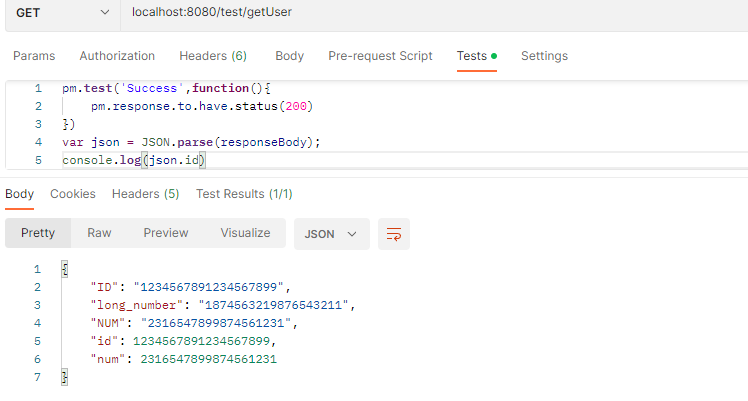 GET localhost:8080/test/getUser
Params Authorization Headers (6) Body Pre-request Script Tests Settings
1 pm.test('Success',function(){
2 pm.response.to.have.status(200)
3 })
4 var json = JSON.parse(responseBody);
5 console.log(json.id)
Body Cookies Headers (5) Test Results (1/1)
Pretty Raw Preview Visualize JSON
1 {
2 "ID": "1234567891234567899",
3 "long_number": "1874563219876543211",
4 "NUM": "2316547899874561231",
5 "id": 1234567891234567899,
6 "num": 2316547899874561231
7 }